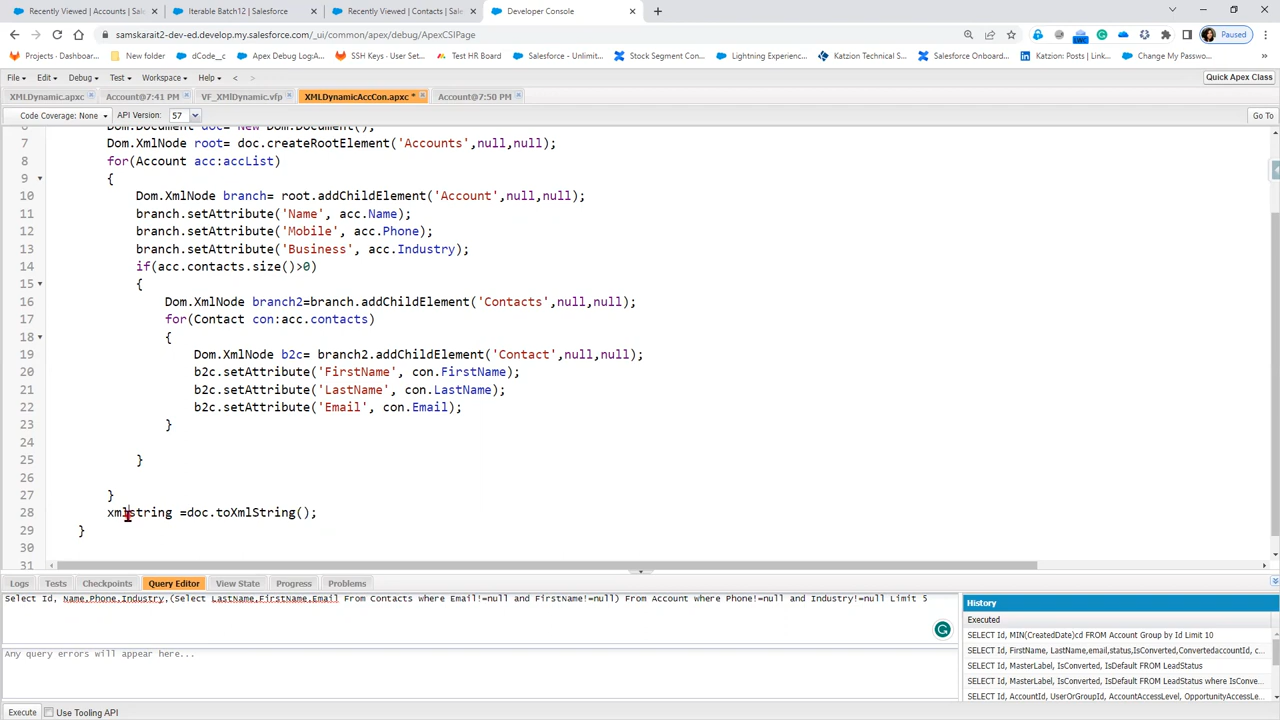 Recently Viewed | Accounts | Sal
Iterable Batch12 | Salesforce
Recently Viewed | Contacts | Sale
Developer Console
samskarait2-dev-ed.develop.my.salesforce.com/_ui/common/apex/debug/ApexCSIPage
Paused
Projects - Dashboar... New folder dCode_c Apex Debug Log:A... SSH Keys | User Set... Test HR Board Salesforce - Unlimit... Stock Segment Con... Lightning Experienc... Katzion Technical S... Salesforce Onboard... Katzion: Posts | Link... Change My Passwo...
File Edit Debug Test Workspace Help < >
Quick Apex Class
XMLDynamic.apxc Account@7:41 PM VF_XMlDynamic.vfp XMLDynamicAccCon.apxc * Account@7:50 PM
Code Coverage: None API Version: 57 Go To
6 Dom.Document doc= New Dom.Document();
7 Dom.XmlNode root= doc.createRootElement('Accounts',null,null);
8 for(Account acc:accList)
9 {
10 Dom.XmlNode branch= root.addChildElement('Account',null,null);
11 branch.setAttribute('Name', acc.Name);
12 branch.setAttribute('Mobile', acc.Phone);
13 branch.setAttribute('Business', acc.Industry);
14 if(acc.contacts.size()>0)
15 {
16 Dom.XmlNode branch2=branch.addChildElement('Contacts',null,null);
17 for(Contact con:acc.contacts)
18 {
19 Dom.XmlNode b2c= branch2.addChildElement('Contact',null,null);
20 b2c.setAttribute('FirstName', con.FirstName);
21 b2c.setAttribute('LastName', con.LastName);
22 b2c.setAttribute('Email', con.Email);
23 }
24
25 }
26
27 }
28 xmlstring =doc.toXmlString();
29 }
30
31
Logs Tests Checkpoints Query Editor View State Progress Problems
Select Id, Name,Phone,Industry,(Select LastName,FirstName,Email From Contacts where Email!=null and FirstName!=null) From Account where Phone!=null and Industry!=null Limit 5
Any query errors will appear here...
History
Executed
SELECT Id, MIN(CreatedDate)cd FROM Account Group by Id Limit 10
SELECT Id, FirstName, LastName,email,status,IsConverted,ConvertedaccountId, c...
SELECT Id, MasterLabel, IsConverted, IsDefault FROM LeadStatus
SELECT Id, MasterLabel, IsConverted, IsDefault FROM LeadStatus where IsConve...
SELECT Id, AccountId, UserOrGroupId, AccountAccessLevel, OpportunityAccessLe...
Execute Use Tooling API